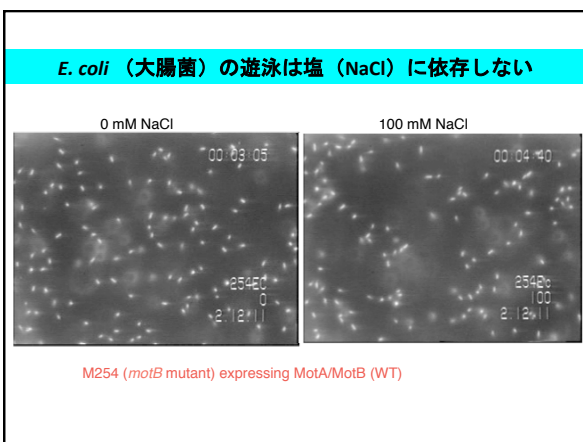 E. coli （大腸菌）の遊泳は塩（NaCl）に依存しない
0 mM NaCl
100 mM NaCl
00:03:05
254EC
0
2.12.11
00:04:40
254Ec
100
2.12.11
M254 (motB mutant) expressing MotA/MotB (WT)